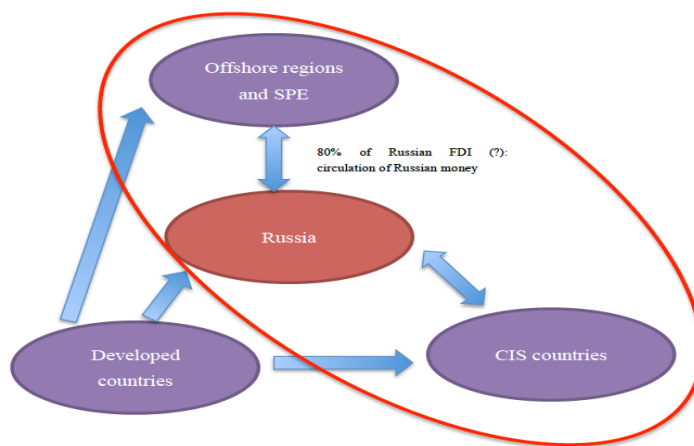 Offshore regions
and SPE
80% of Russian FDI (?):
circulation of Russian money
Russia
Developed
countries
CIS countries